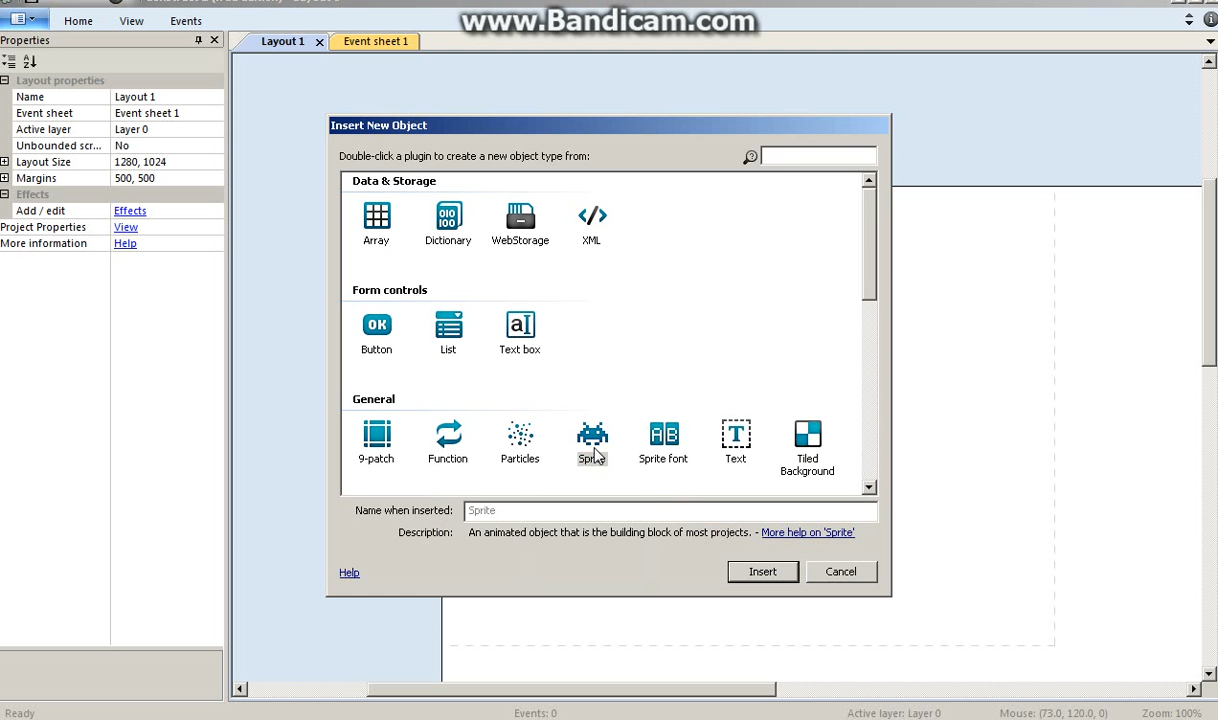 www.Bandicam.com
Home View Events
Properties
Layout 1 Event sheet 1
Layout properties
Name Layout 1
Event sheet Event sheet 1
Active layer Layer 0
Unbounded scr... No
Layout Size 1280, 1024
Margins 500, 500
Effects
Add / edit Effects
Project Properties View
More information Help
Insert New Object
Double-click a plugin to create a new object type from:
Data & Storage
Array Dictionary WebStorage XML
Form controls
OK aI
Button List Text box
General
AB T
9-patch Function Particles Sprite Sprite font Text Tiled Background
Name when inserted: Sprite
Description: An animated object that is the building block of most projects. - More help on 'Sprite'
Help Insert Cancel
Ready Events: 0 Active layer: Layer 0 Mouse: (73.0, 120.0, 0) Zoom: 100%